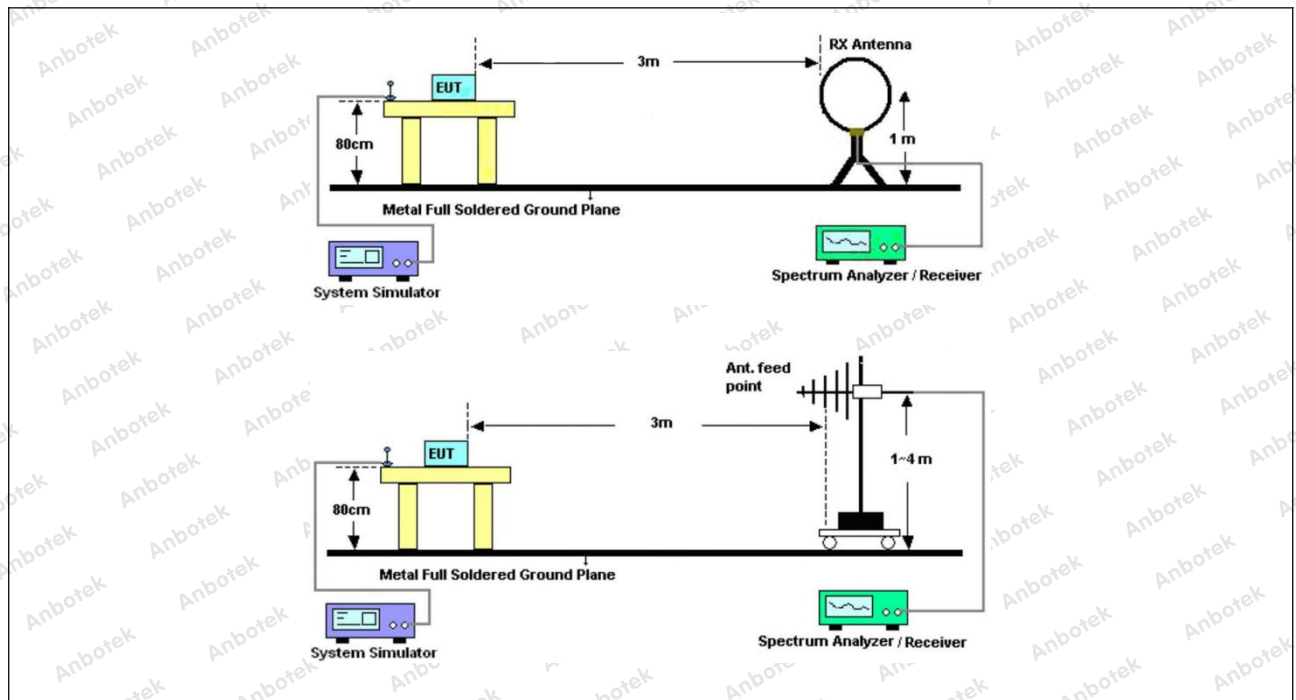 RX Antenna
3m
EUT
80cm
1 m
Metal Full Soldered Ground Plane
System Simulator
Spectrum Analyzer / Receiver
Ant. feed
point
3m
EUT
1~4 m
80cm
Metal Full Soldered Ground Plane
System Simulator
Spectrum Analyzer / Receiver
Anbotek